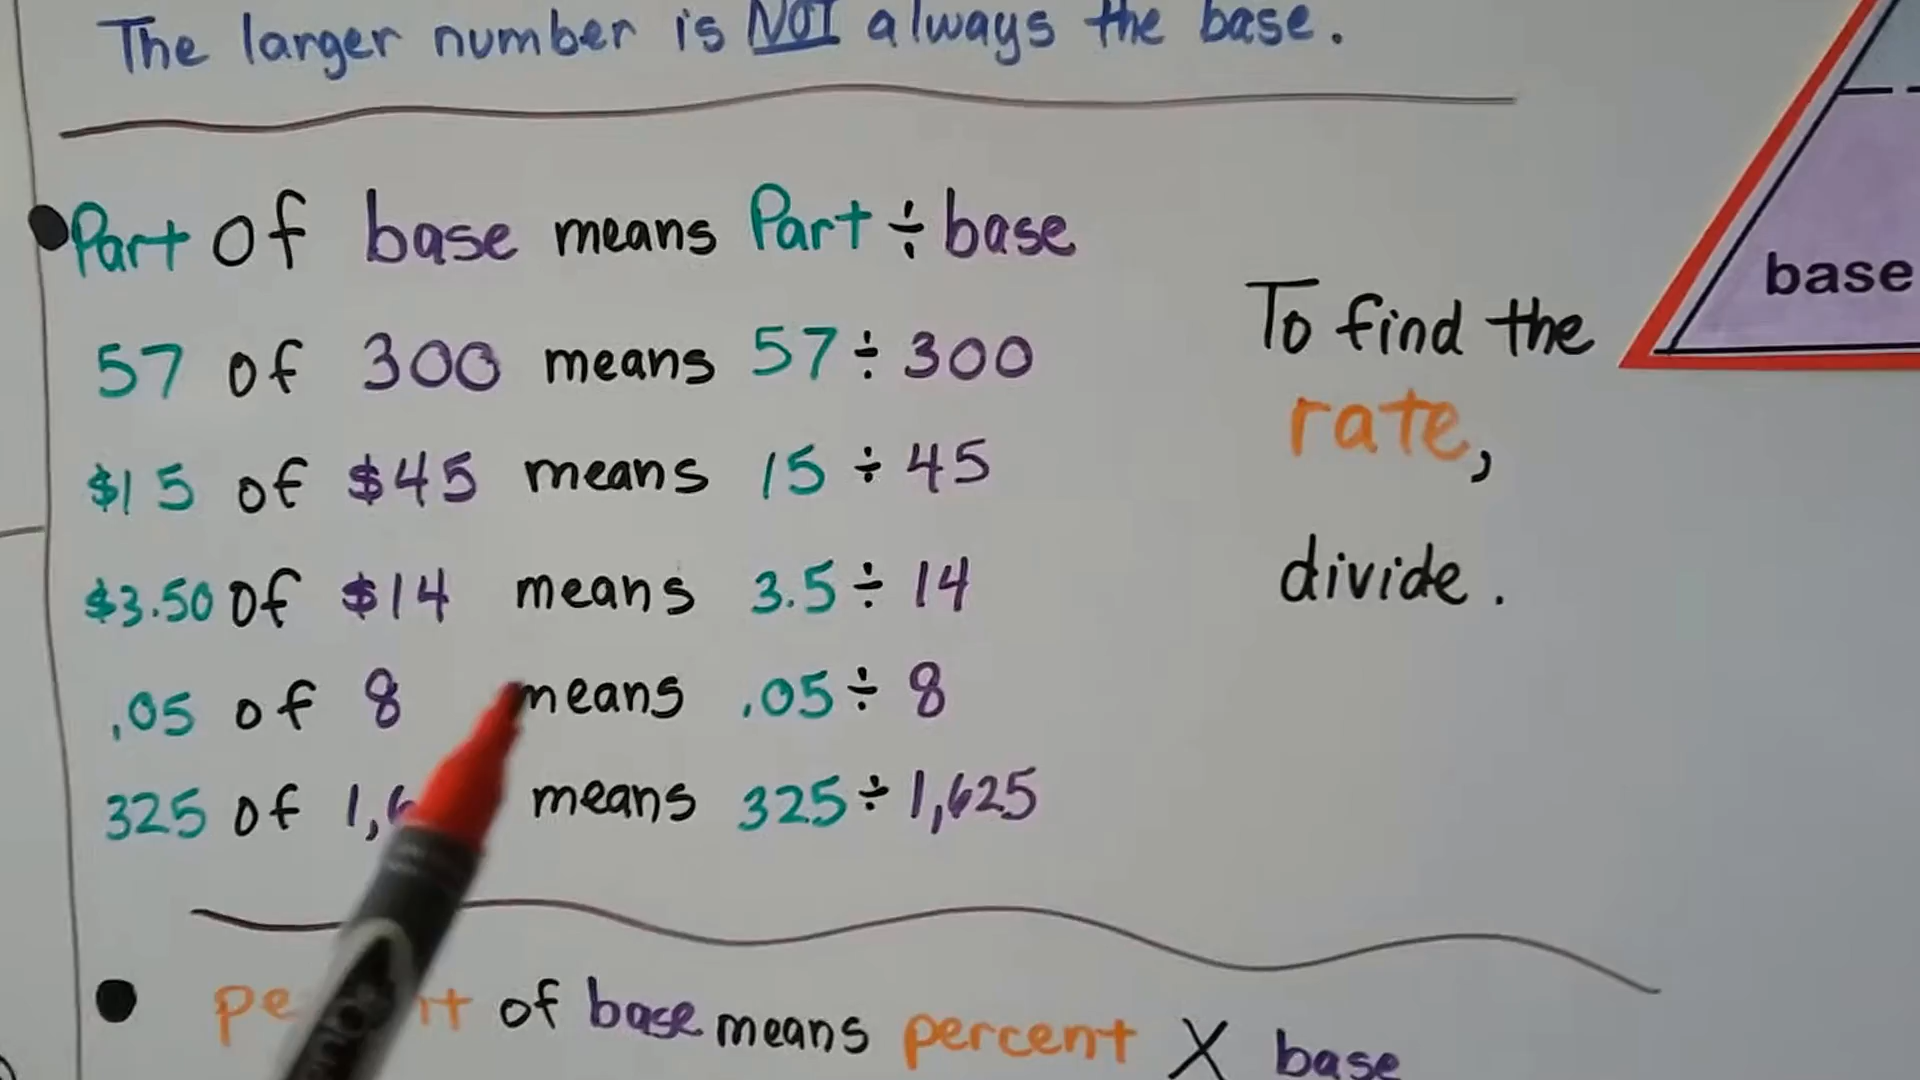 The larger number is NOT always the base.
Part of base means Part ÷ base
57 of 300 means 57 ÷ 300
$15 of $45 means 15 ÷ 45
$3.50 of $14 means 3.5 ÷ 14
.05 of 8 means .05 ÷ 8
325 of means 325 ÷ 1,625
To find the
rate,
divide.
base
of base means percent X base